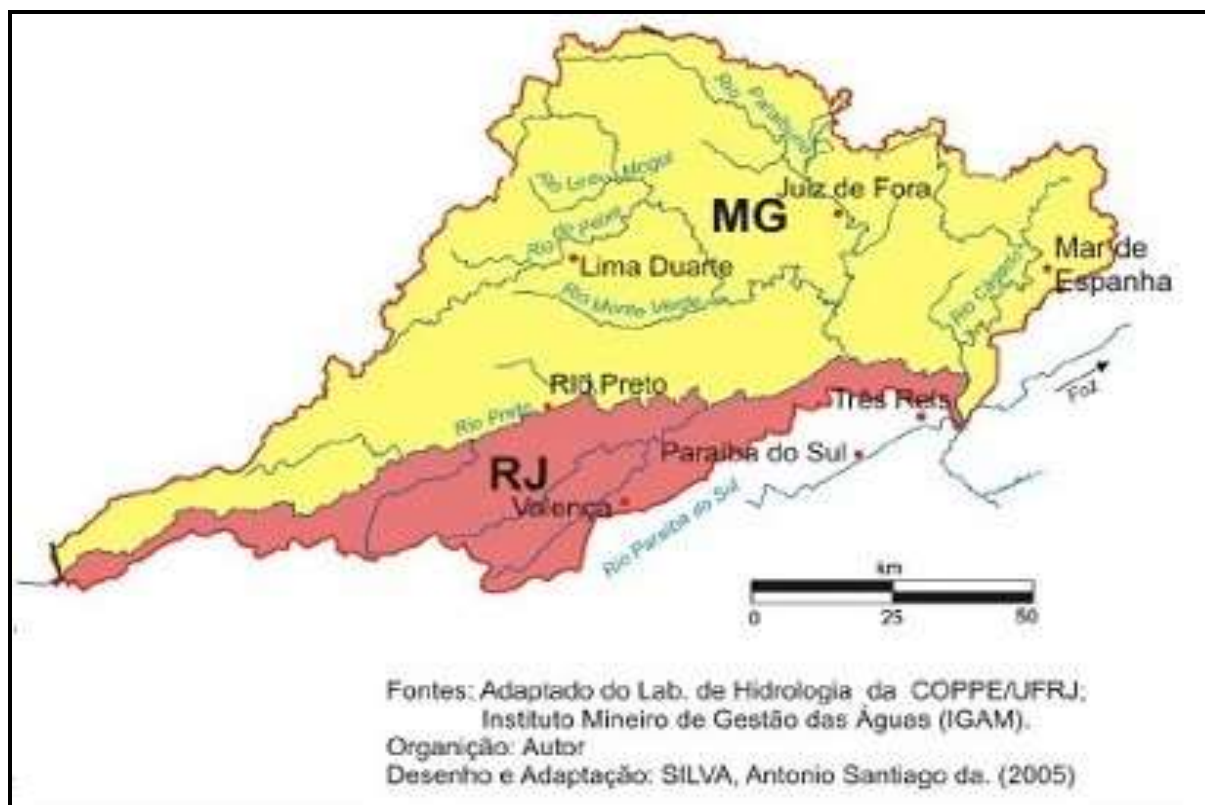 Rio Paraibuna
Rio Grão Mogol
Juiz de Fora
MG
Rio do Peixe
Lima Duarte
Mar de
Espanha
Rio Cágado
Rio Monte Verde
RIO Preto
Rio Preto
Três Reis
Foz
Paraíba do Sul
RJ
Valença
Rio Paraíba do Sul
km
0 25 50
Fontes: Adaptado do Lab. de Hidrologia da COPPE/UFRJ;
Instituto Mineiro de Gestão das Águas (IGAM).
Organição: Autor
Desenho e Adaptação: SILVA, Antonio Santiago da. (2005)